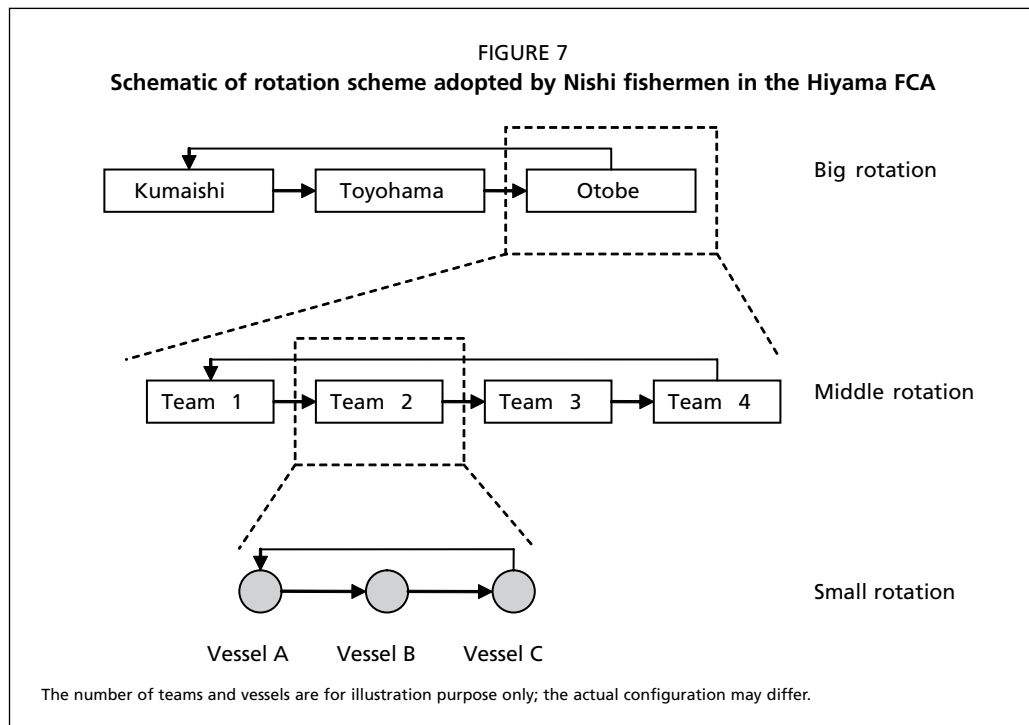 FIGURE 7
Schematic of rotation scheme adopted by Nishi fishermen in the Hiyama FCA
Big rotation
Kumaishi
Toyohama
Otobe
Team 1
Team 2
Team 3
Team 4
Middle rotation
Small rotation
Vessel A
Vessel B
Vessel C
The number of teams and vessels are for illustration purpose only; the actual configuration may differ.